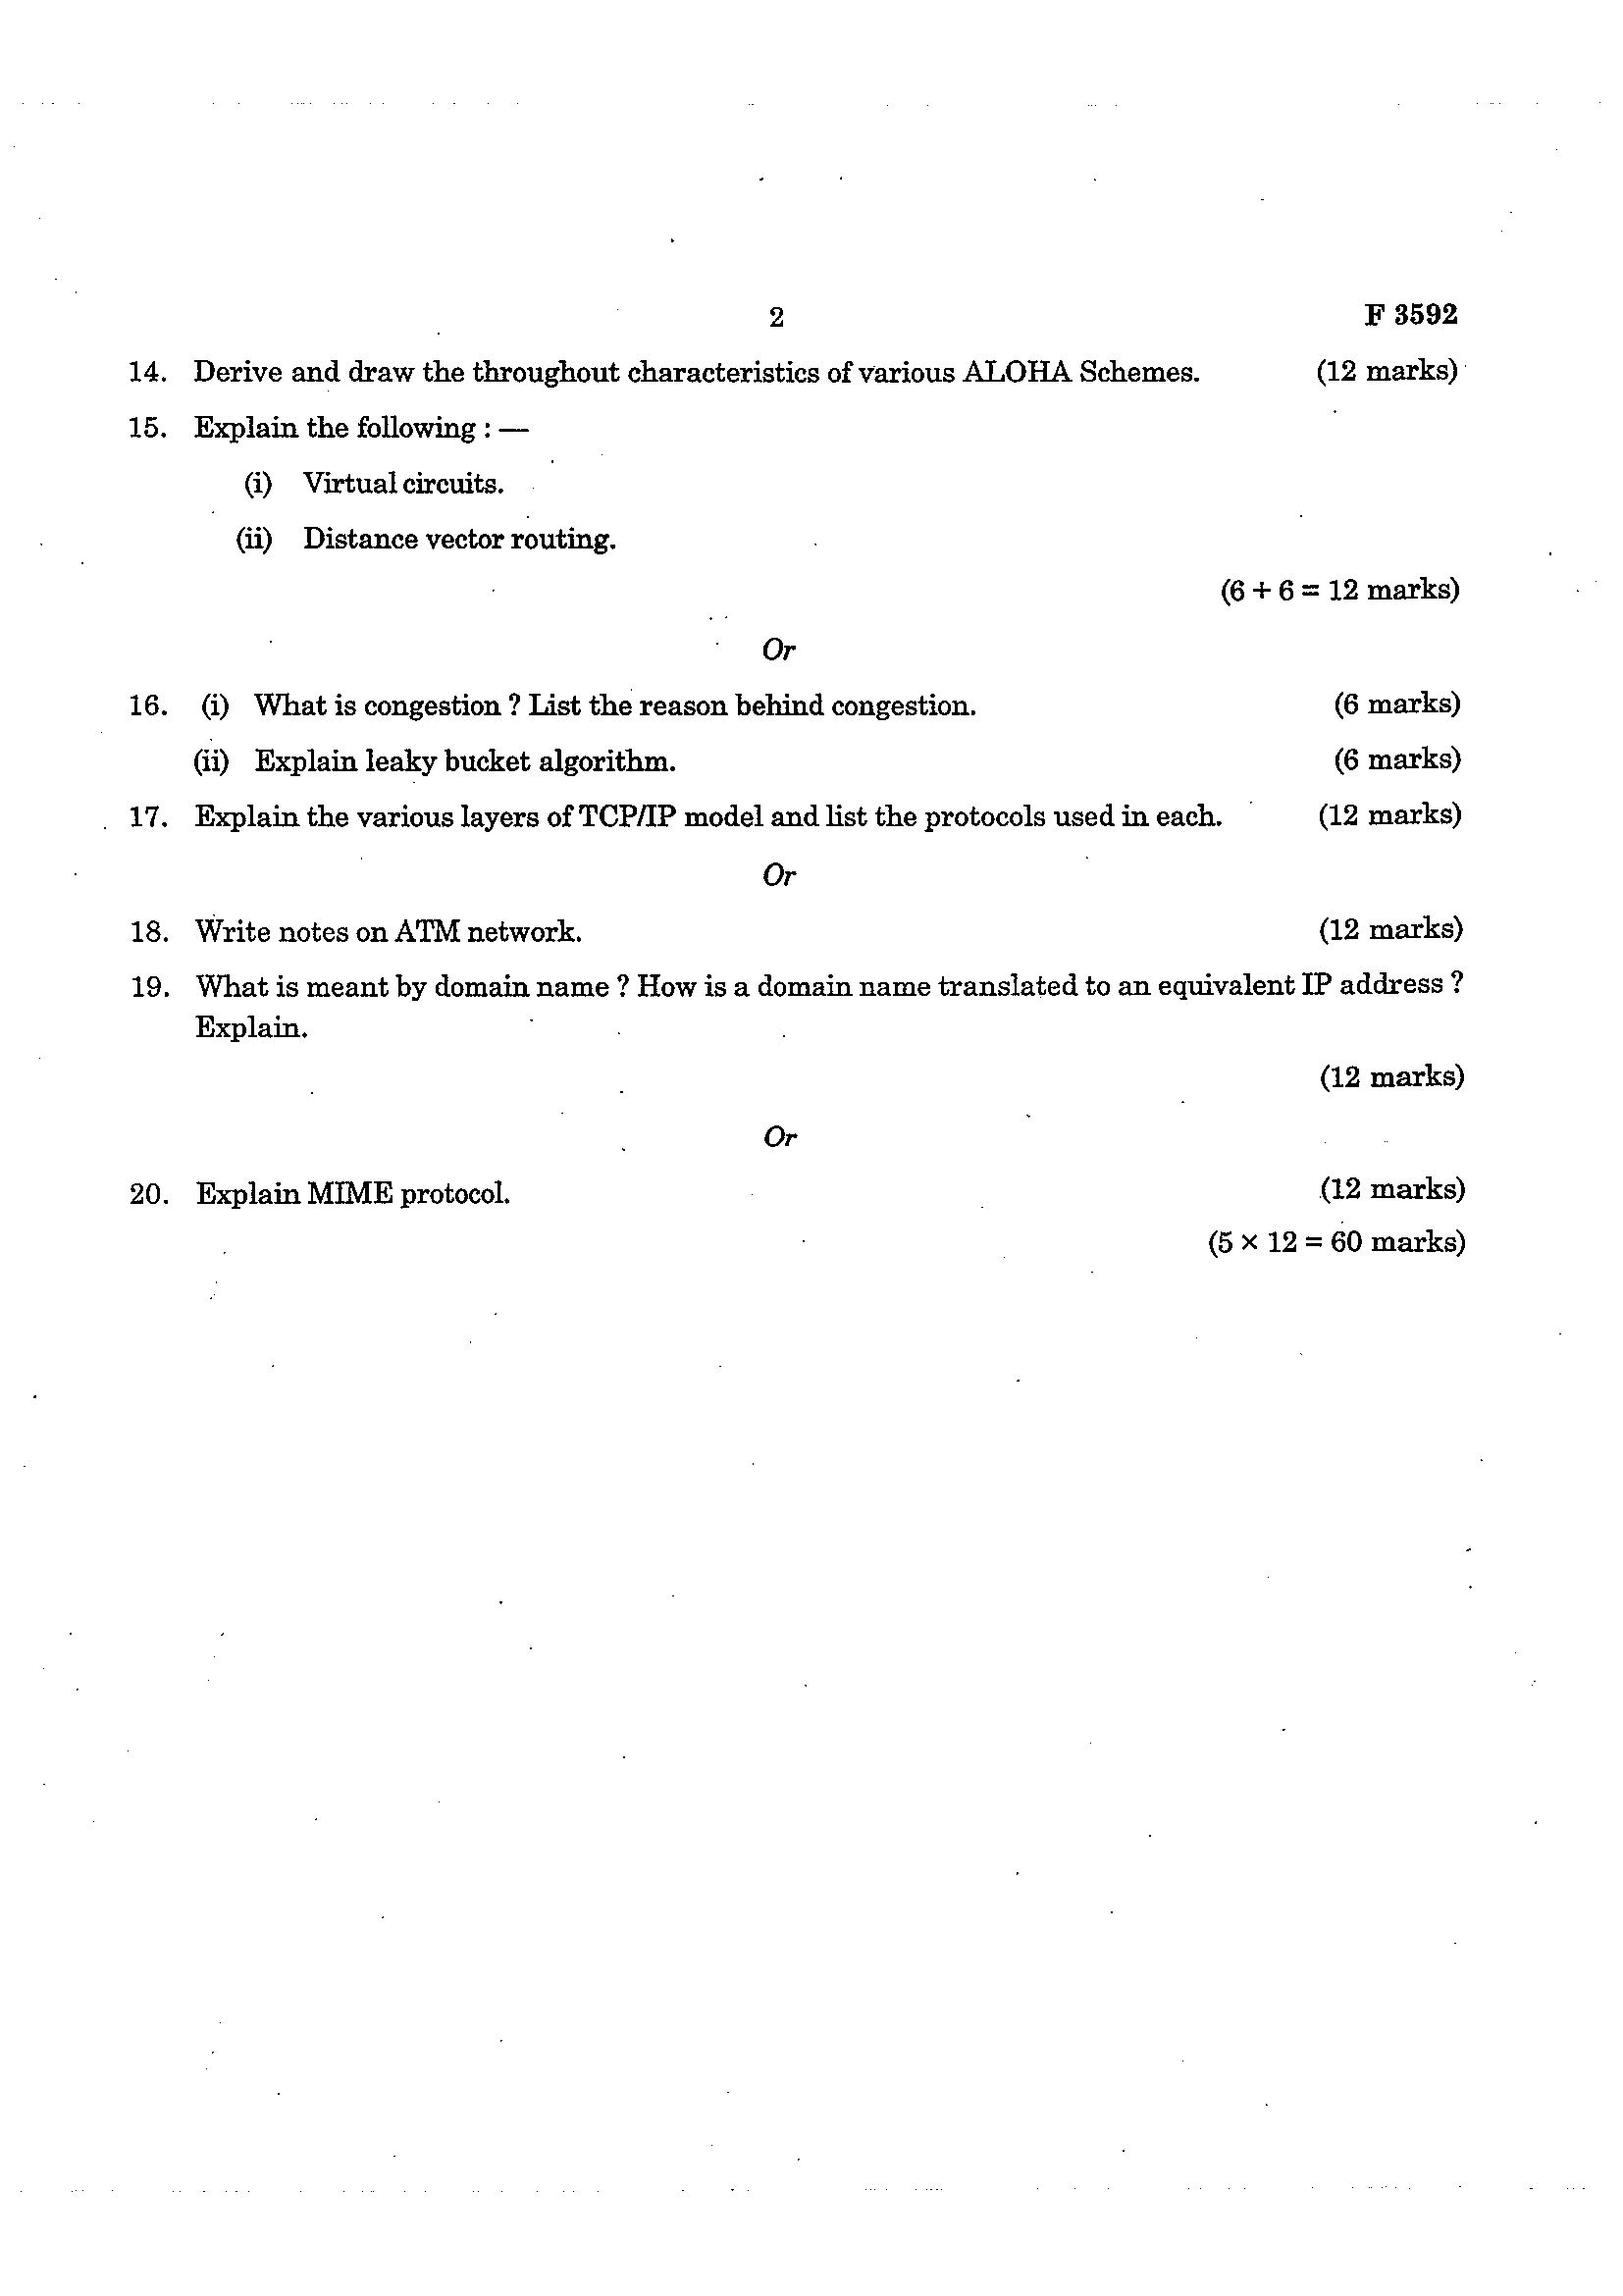 2 F 3592
14. Derive and draw the throughout characteristics of various ALOHA Schemes. (12 marks)
15. Explain the following : —
(i) Virtual circuits.
(ii) Distance vector routing.
(6 + 6 = 12 marks)
Or
16. (i) What is congestion ? List the reason behind congestion. (6 marks)
(ii) Explain leaky bucket algorithm. (6 marks)
17. Explain the various layers of TCP/IP model and list the protocols used in each. (12 marks)
Or
18. Write notes on ATM network. (12 marks)
19. What is meant by domain name ? How is a domain name translated to an equivalent IP address ?
Explain.
(12 marks)
Or
20. Explain MIME protocol. (12 marks)
(5 × 12 = 60 marks)